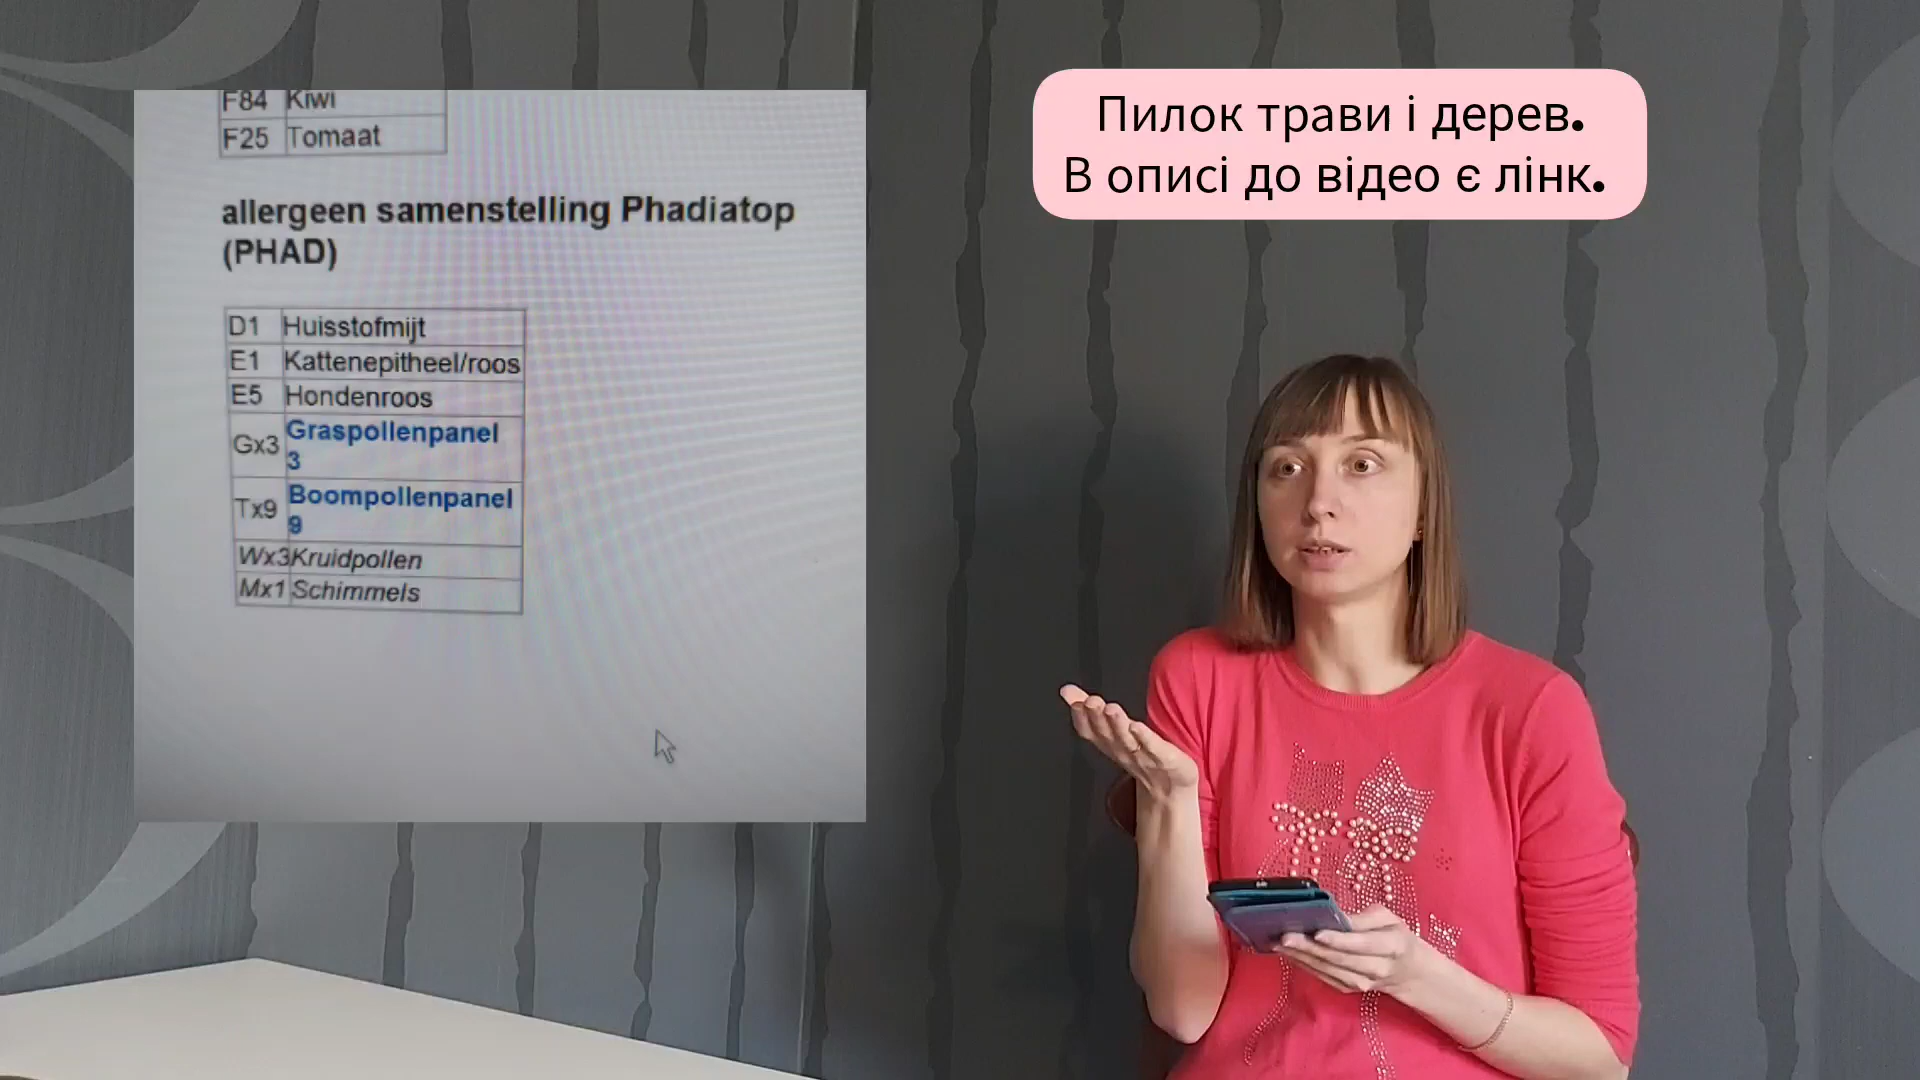 F84 Kiwi
F25 Tomaat
allergeen samenstelling Phadiatop
(PHAD)
D1 Huisstofmijt
E1 Kattenepitheel/roos
E5 Hondenroos
Gx3 Graspollenpanel
3
Tx9 Boompollenpanel
9
Wx3 Kruidpollen
Mx1 Schimmels
Пилок трави і дерев.
В описі до відео є лінк.